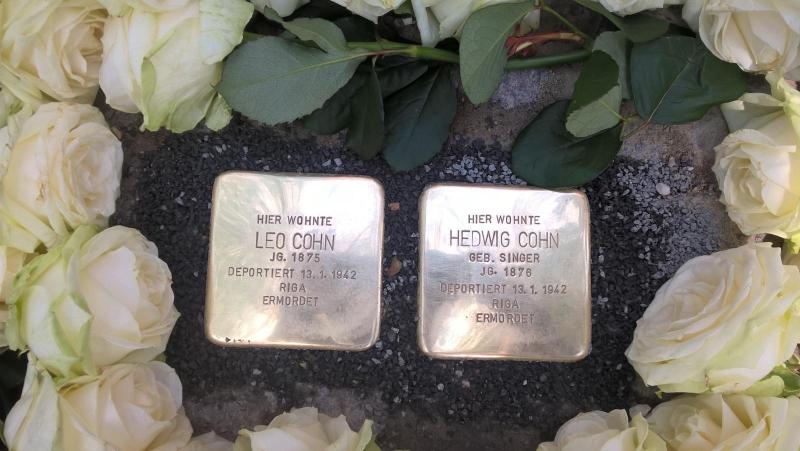 HIER WOHNTE
LEO COHN
JG. 1875
DEPORTIERT 13.1.1942
RIGA
ERMORDET
HIER WOHNTE
HEDWIG COHN
GEB. SINGER
JG. 1876
DEPORTIERT 13.1.1942
RIGA
ERMORDET